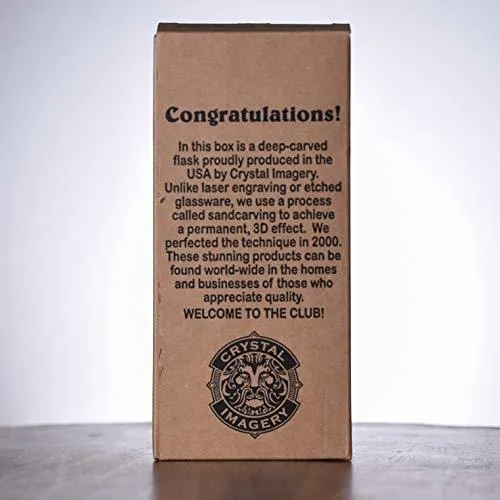 Congratulations!
In this box is a deep-carved
flask proudly produced in the
USA by Crystal Imagery.
Unlike laser engraving or etched
glassware, we use a process
called sandcarving to achieve
a permanent, 3D effect. We
perfected the technique in 2000.
These stunning products can be
found world-wide in the homes
and businesses of those who
appreciate quality.
WELCOME TO THE CLUB!
CRYSTAL
IMAGERY